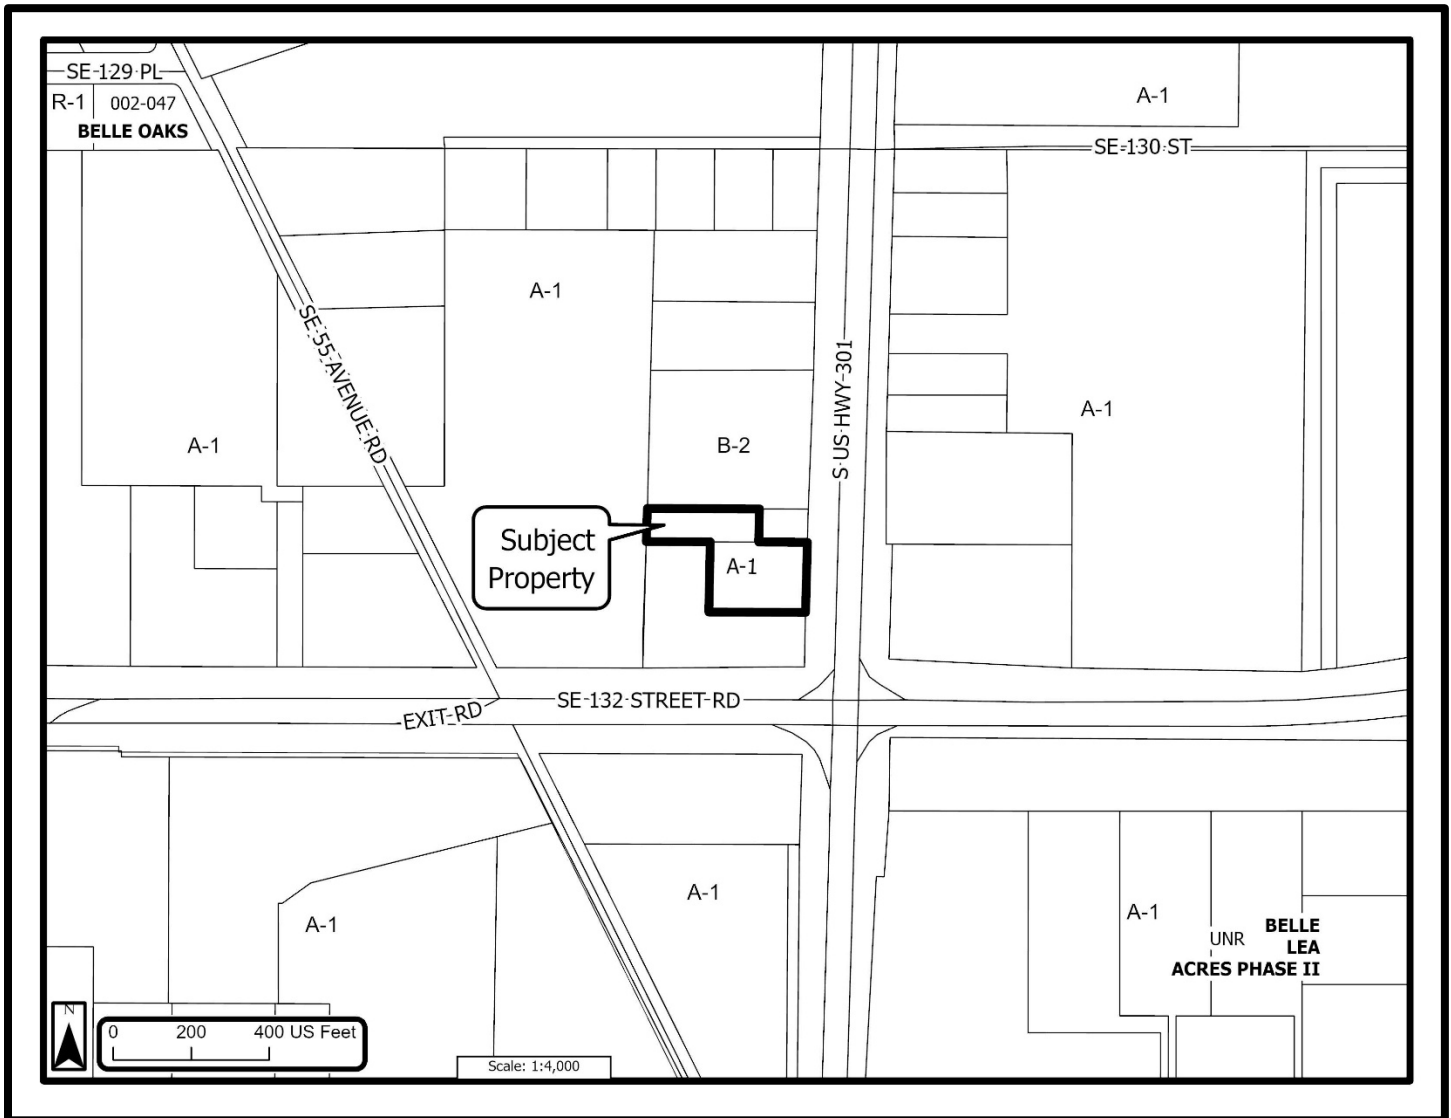 SE 129 PL
R-1 002-047
BELLE OAKS
A-1
SE 130 ST
A-1
SE 55 AVENUE RD
S US HWY 301
A-1
A-1
B-2
Subject
Property
A-1
SE 132 STREET RD
EXIT RD
A-1
A-1
A-1
UNR
BELLE
LEA
ACRES PHASE II
N
0 200 400 US Feet
Scale: 1:4,000